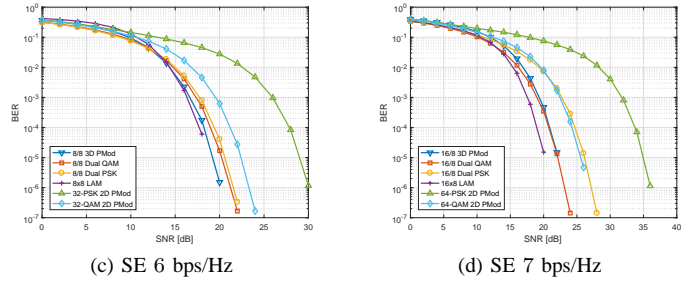 10^0
10^-1
10^-2
10^-3
10^-4
10^-5
10^-6
10^-7
BER
8/8 3D PMod
8/8 Dual QAM
8/8 Dual PSK
8x8 LAM
32-PSK 2D PMod
32-QAM 2D PMod
0 5 10 15 20 25 30
SNR [dB]
(c) SE 6 bps/Hz
10^0
10^-1
10^-2
10^-3
10^-4
10^-5
10^-6
10^-7
BER
16/8 3D PMod
16/8 Dual QAM
16/8 Dual PSK
16x8 LAM
64-PSK 2D PMod
64-QAM 2D PMod
0 5 10 15 20 25 30 35 40
SNR [dB]
(d) SE 7 bps/Hz